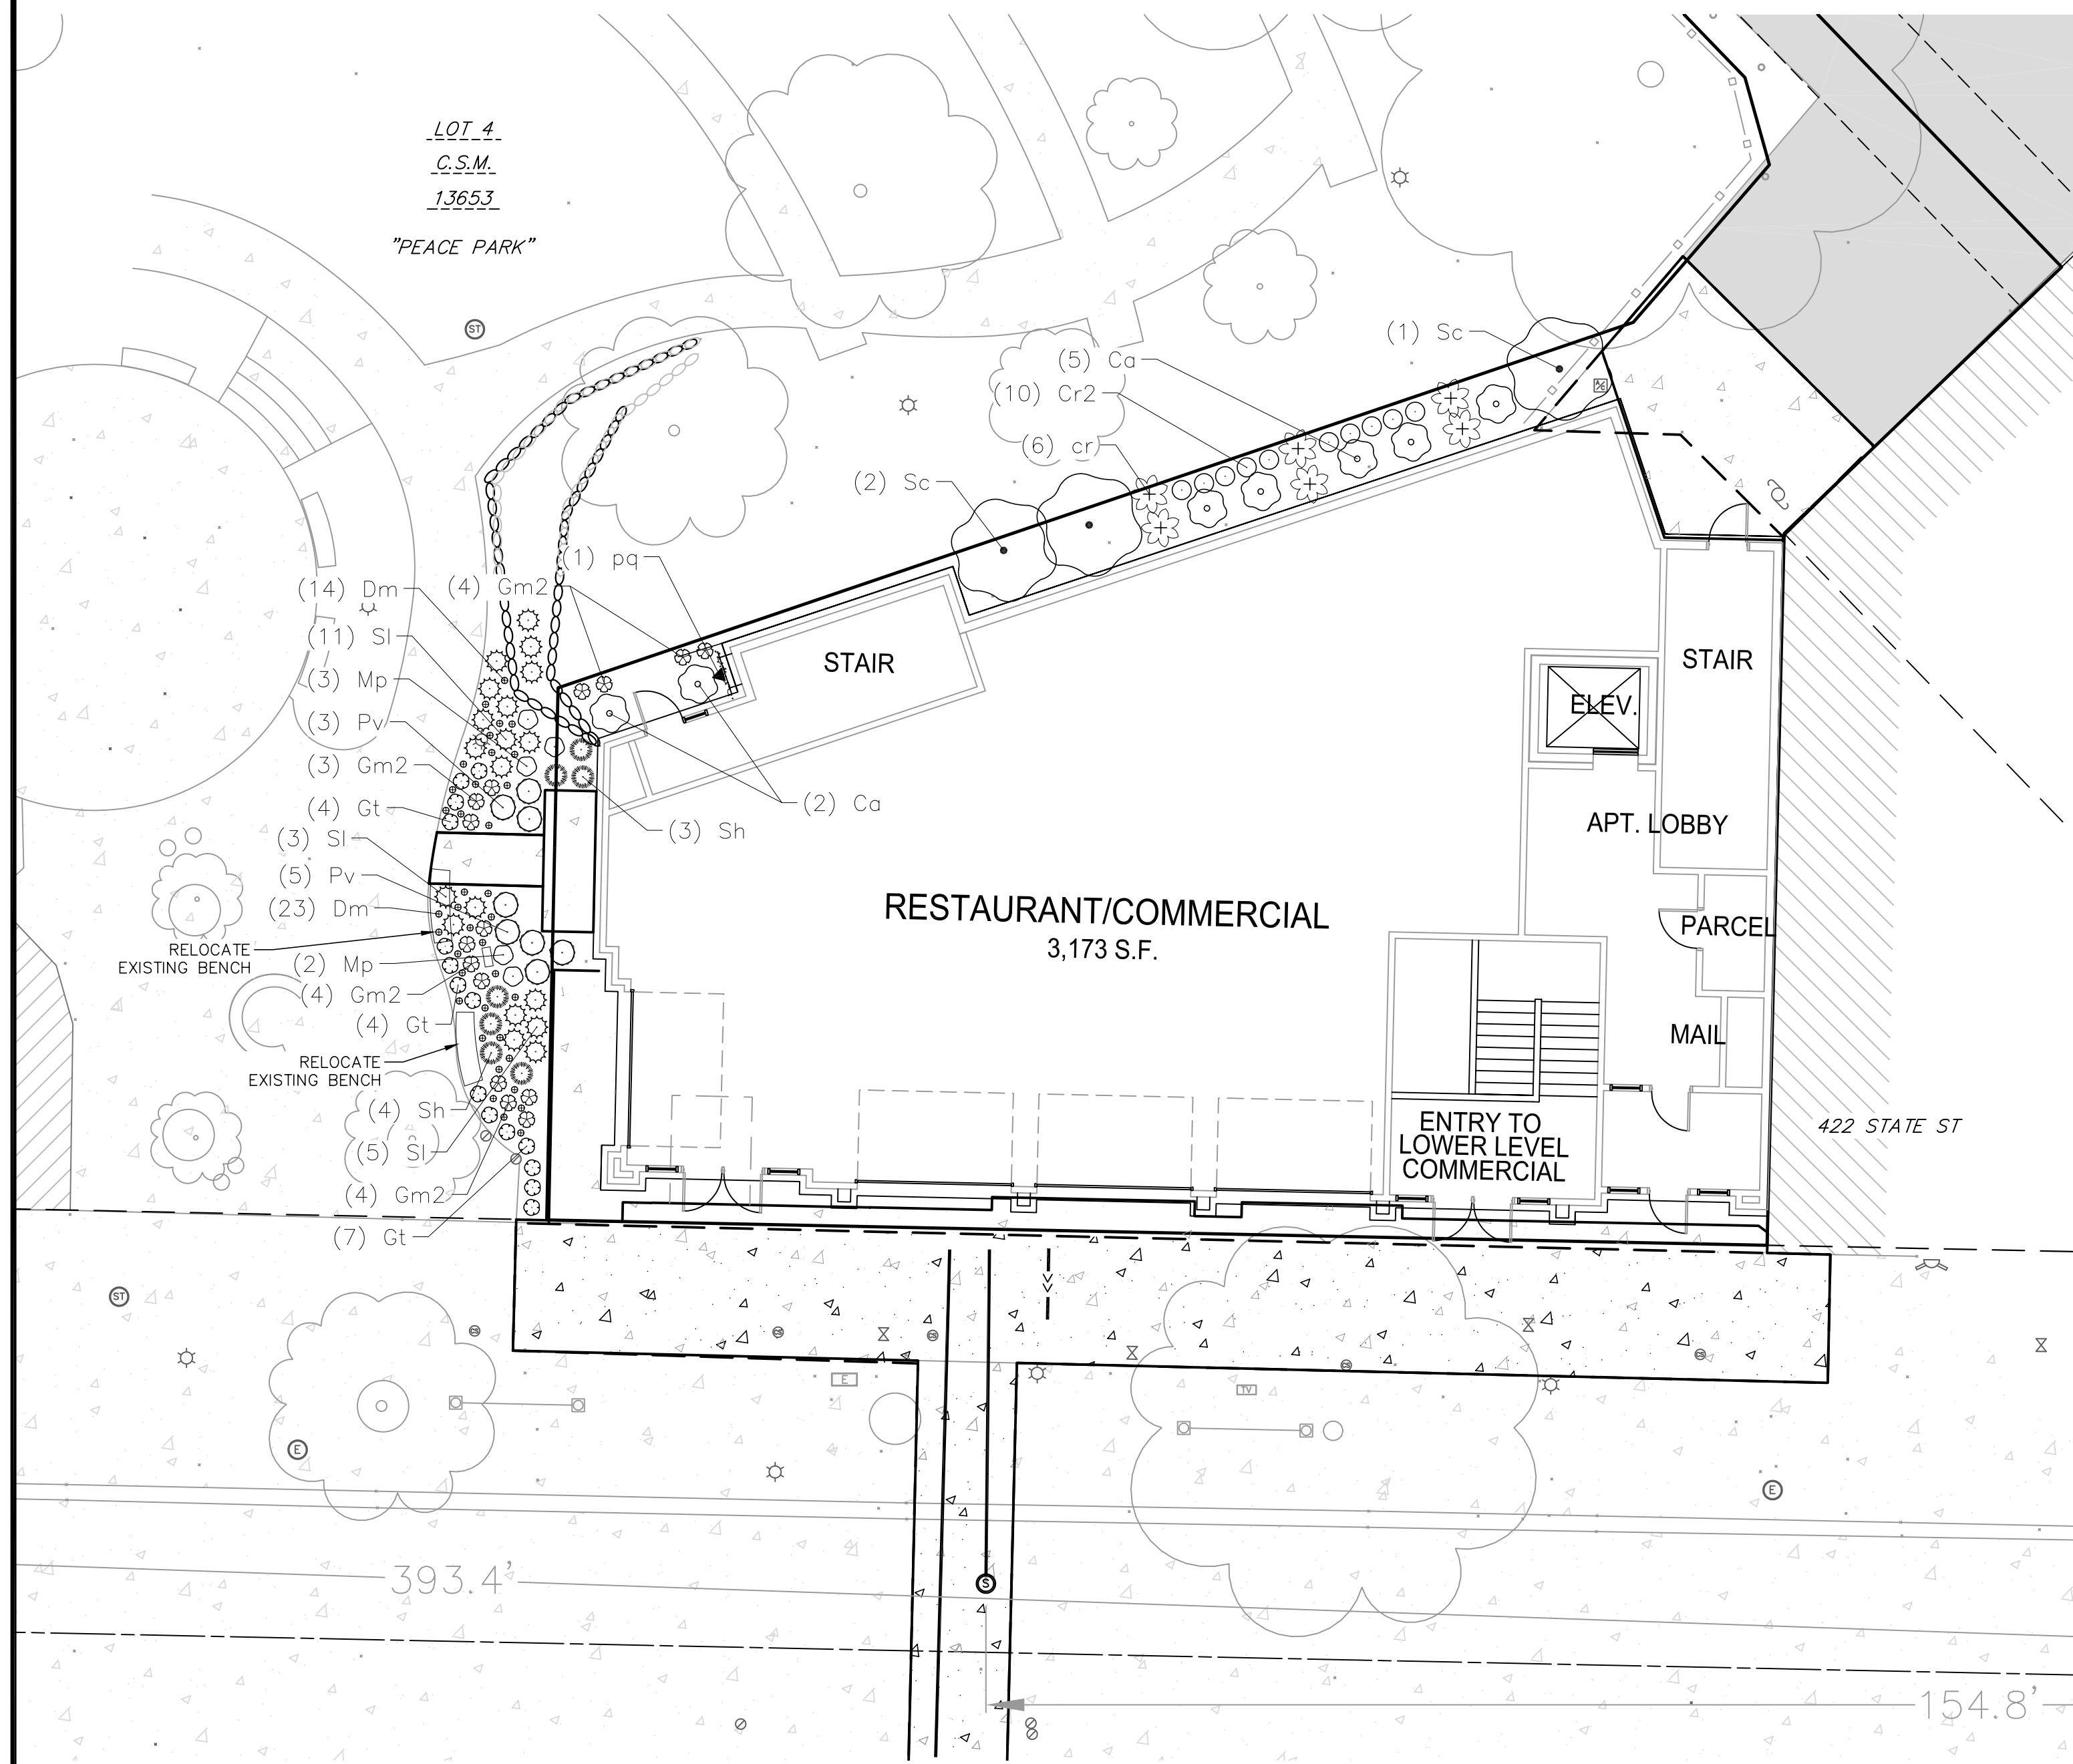 LOT 4
C.S.M.
13653
"PEACE PARK"
ST
(1) Sc
(5) Ca
(10) Cr2
(6) cr
(2) Sc
(1) pq
(14) Dm
(4) Gm2
(11) Sl
(3) Mp
(3) Pv
(3) Gm2
(4) Gt
(3) Sl
(5) Pv
(23) Dm
RELOCATE
EXISTING BENCH
(2) Mp
(4) Gm2
(4) Gt
RELOCATE
EXISTING BENCH
(4) Sh
(5) Sl
(4) Gm2
(7) Gt
(2) Ca
(3) Sh
STAIR
STAIR
ELEV.
APT. LOBBY
RESTAURANT/COMMERCIAL
3,173 S.F.
PARCEL
MAIL
ENTRY TO
LOWER LEVEL
COMMERCIAL
422 STATE ST
ST
E
TV
E
E
393.4'
S
154.8'